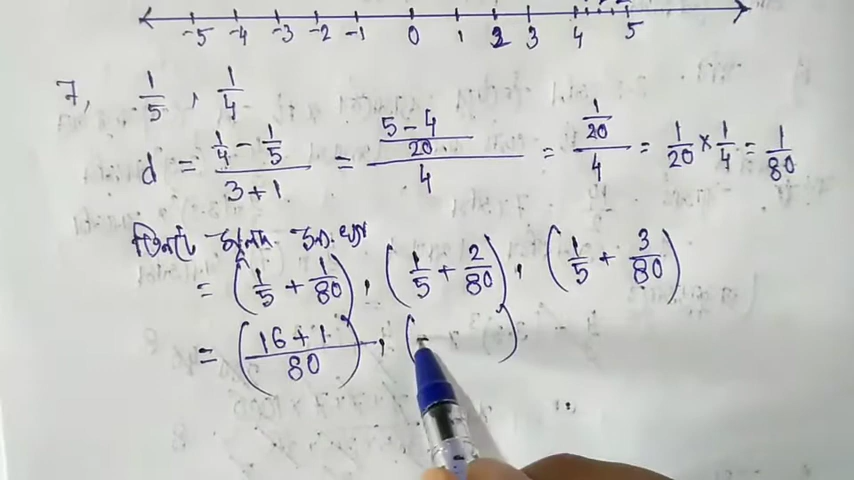 -5 -4 -3 -2 -1 0 1 2 3 4 5
7, 1/5 , 1/4
d = (1/4 - 1/5)/(3+1) = ((5-4)/20)/4 = (1/20)/4 = 1/20 × 1/4 = 1/80
= (1/5 + 1/80), (1/5 + 2/80), (1/5 + 3/80)
= ((16+1)/80), ( )